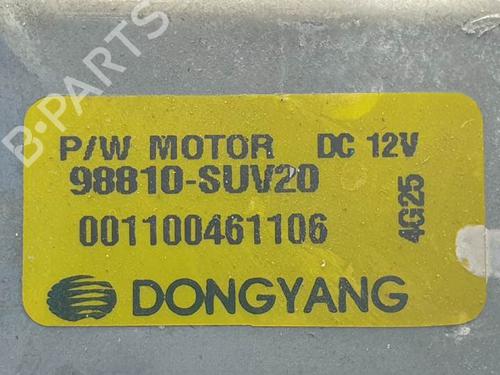 B-PARTS
P/W MOTOR DC 12V
98810-SUV20
001100461106
4G25
DONGYANG